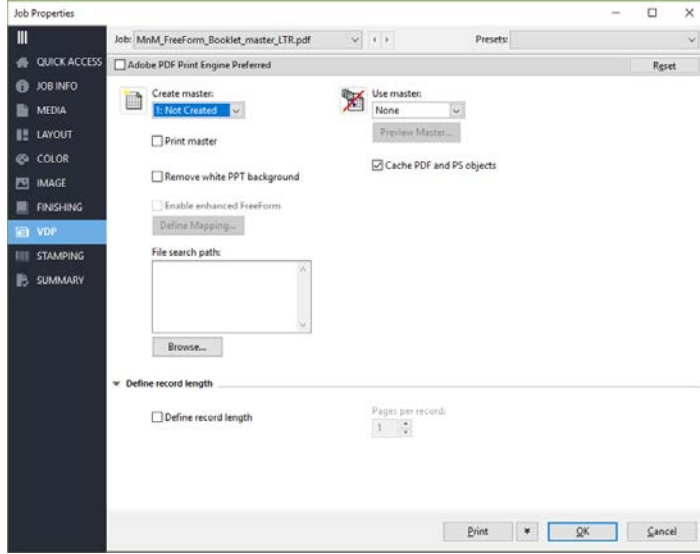 Job Properties
Job: MnM_FreeForm_Booklet_master_LTR.pdf
Presets:
QUICK ACCESS
JOB INFO
MEDIA
LAYOUT
COLOR
IMAGE
FINISHING
VDP
STAMPING
SUMMARY
Adobe PDF Print Engine Preferred
Reset
Create master:
1: Not Created
Use master:
None
Preview Master...
Print master
Cache PDF and PS objects
Remove white PPT background
Enable enhanced FreeForm
Define Mapping...
File search path:
Browse...
Define record length
Define record length
Pages per record:
1
Print
OK
Cancel